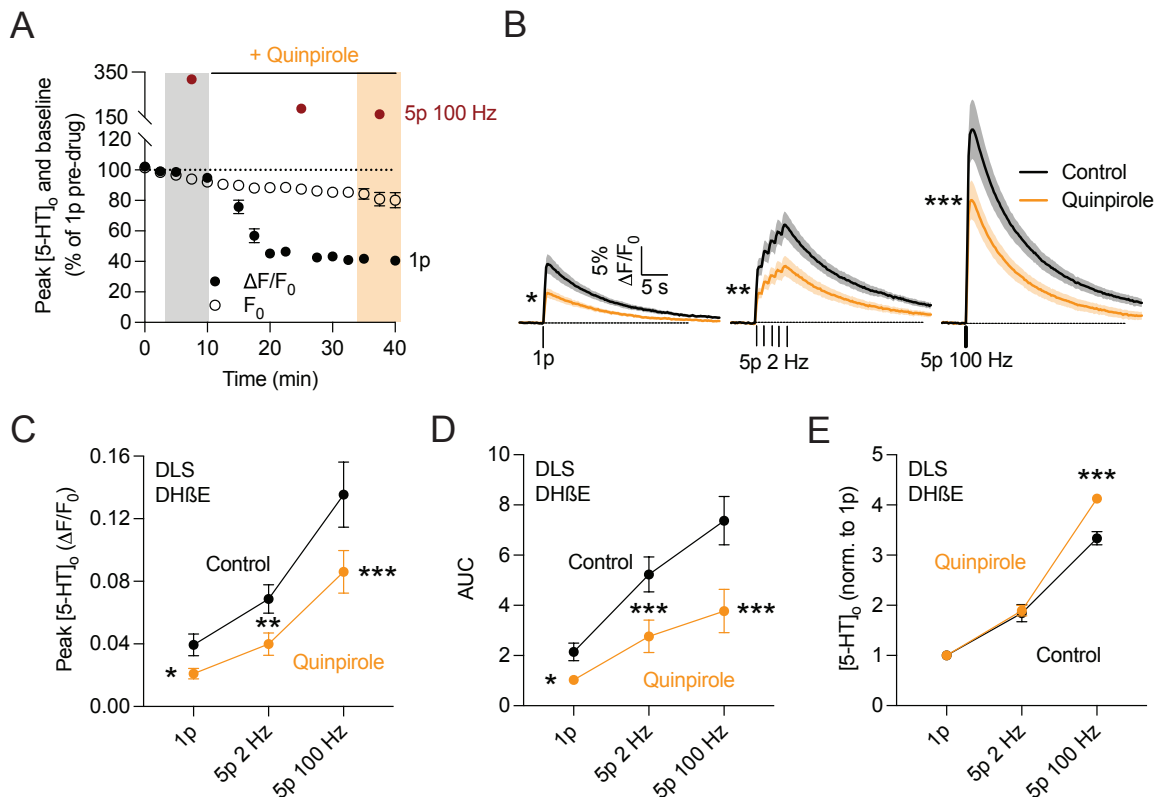 A
+ Quinpirole
Peak [5-HT]o and baseline
(% of 1p pre-drug)
350
150
120
100
80
60
40
20
0
5p 100 Hz
1p
ΔF/F0
F0
0 10 20 30 40
Time (min)
B
Control
Quinpirole
5%
ΔF/F0
5 s
*
**
***
1p
5p 2 Hz
5p 100 Hz
C
Peak [5-HT]o (ΔF/F0)
0.16
0.12
0.08
0.04
0.00
DLS
DHßE
Control
***
**
*
Quinpirole
1p
5p 2 Hz
5p 100 Hz
D
AUC
10
8
6
4
2
0
DLS
DHßE
Control
***
***
*
Quinpirole
1p
5p 2 Hz
5p 100 Hz
E
[5-HT]o (norm. to 1p)
5
4
3
2
1
0
DLS
DHßE
***
Quinpirole
Control
1p
5p 2 Hz
5p 100 Hz